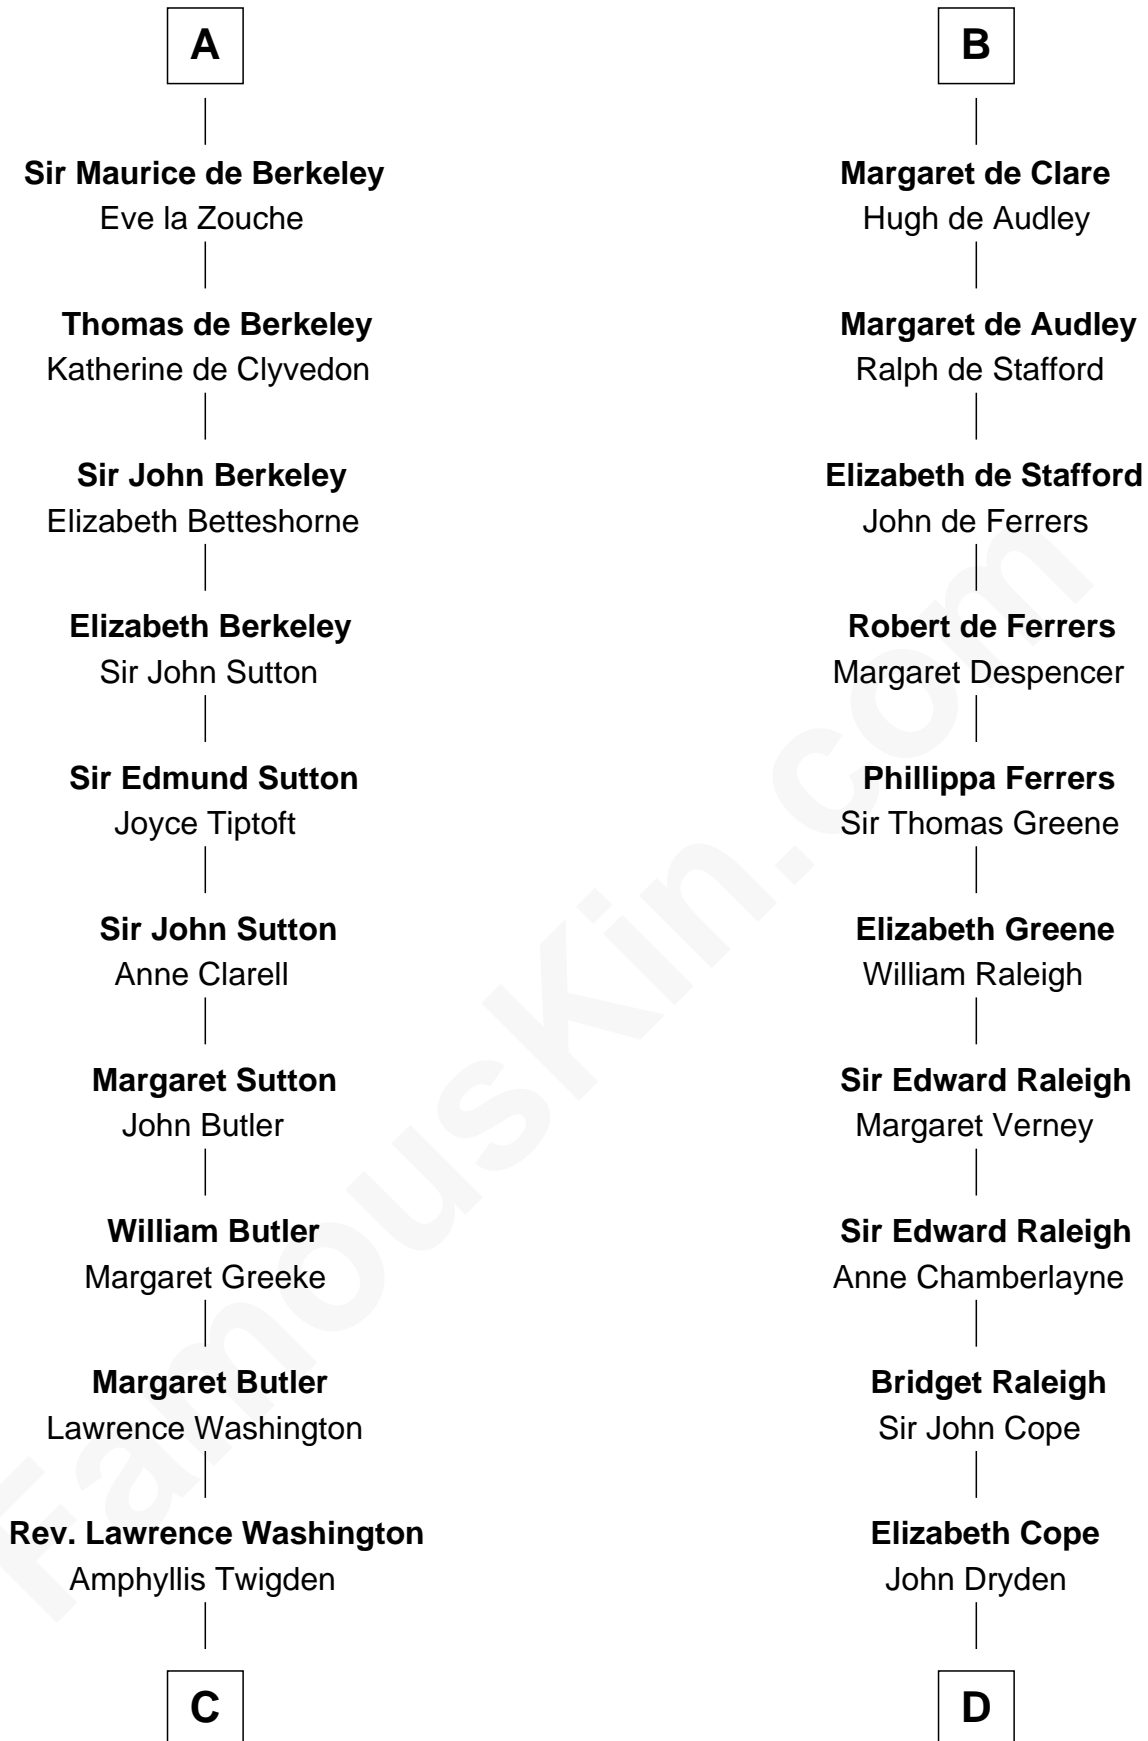 A
Sir Maurice de Berkeley
Eve la Zouche
Thomas de Berkeley
Katherine de Clyvedon
Sir John Berkeley
Elizabeth Betteshorne
Elizabeth Berkeley
Sir John Sutton
Sir Edmund Sutton
Joyce Tiptoft
Sir John Sutton
Anne Clarell
Margaret Sutton
John Butler
William Butler
Margaret Greeke
Margaret Butler
Lawrence Washington
Rev. Lawrence Washington
Amphyllis Twigden
C
B
Margaret de Clare
Hugh de Audley
Margaret de Audley
Ralph de Stafford
Elizabeth de Stafford
John de Ferrers
Robert de Ferrers
Margaret Despencer
Phillippa Ferrers
Sir Thomas Greene
Elizabeth Greene
William Raleigh
Sir Edward Raleigh
Margaret Verney
Sir Edward Raleigh
Anne Chamberlayne
Bridget Raleigh
Sir John Cope
Elizabeth Cope
John Dryden
D
FamousKin.com